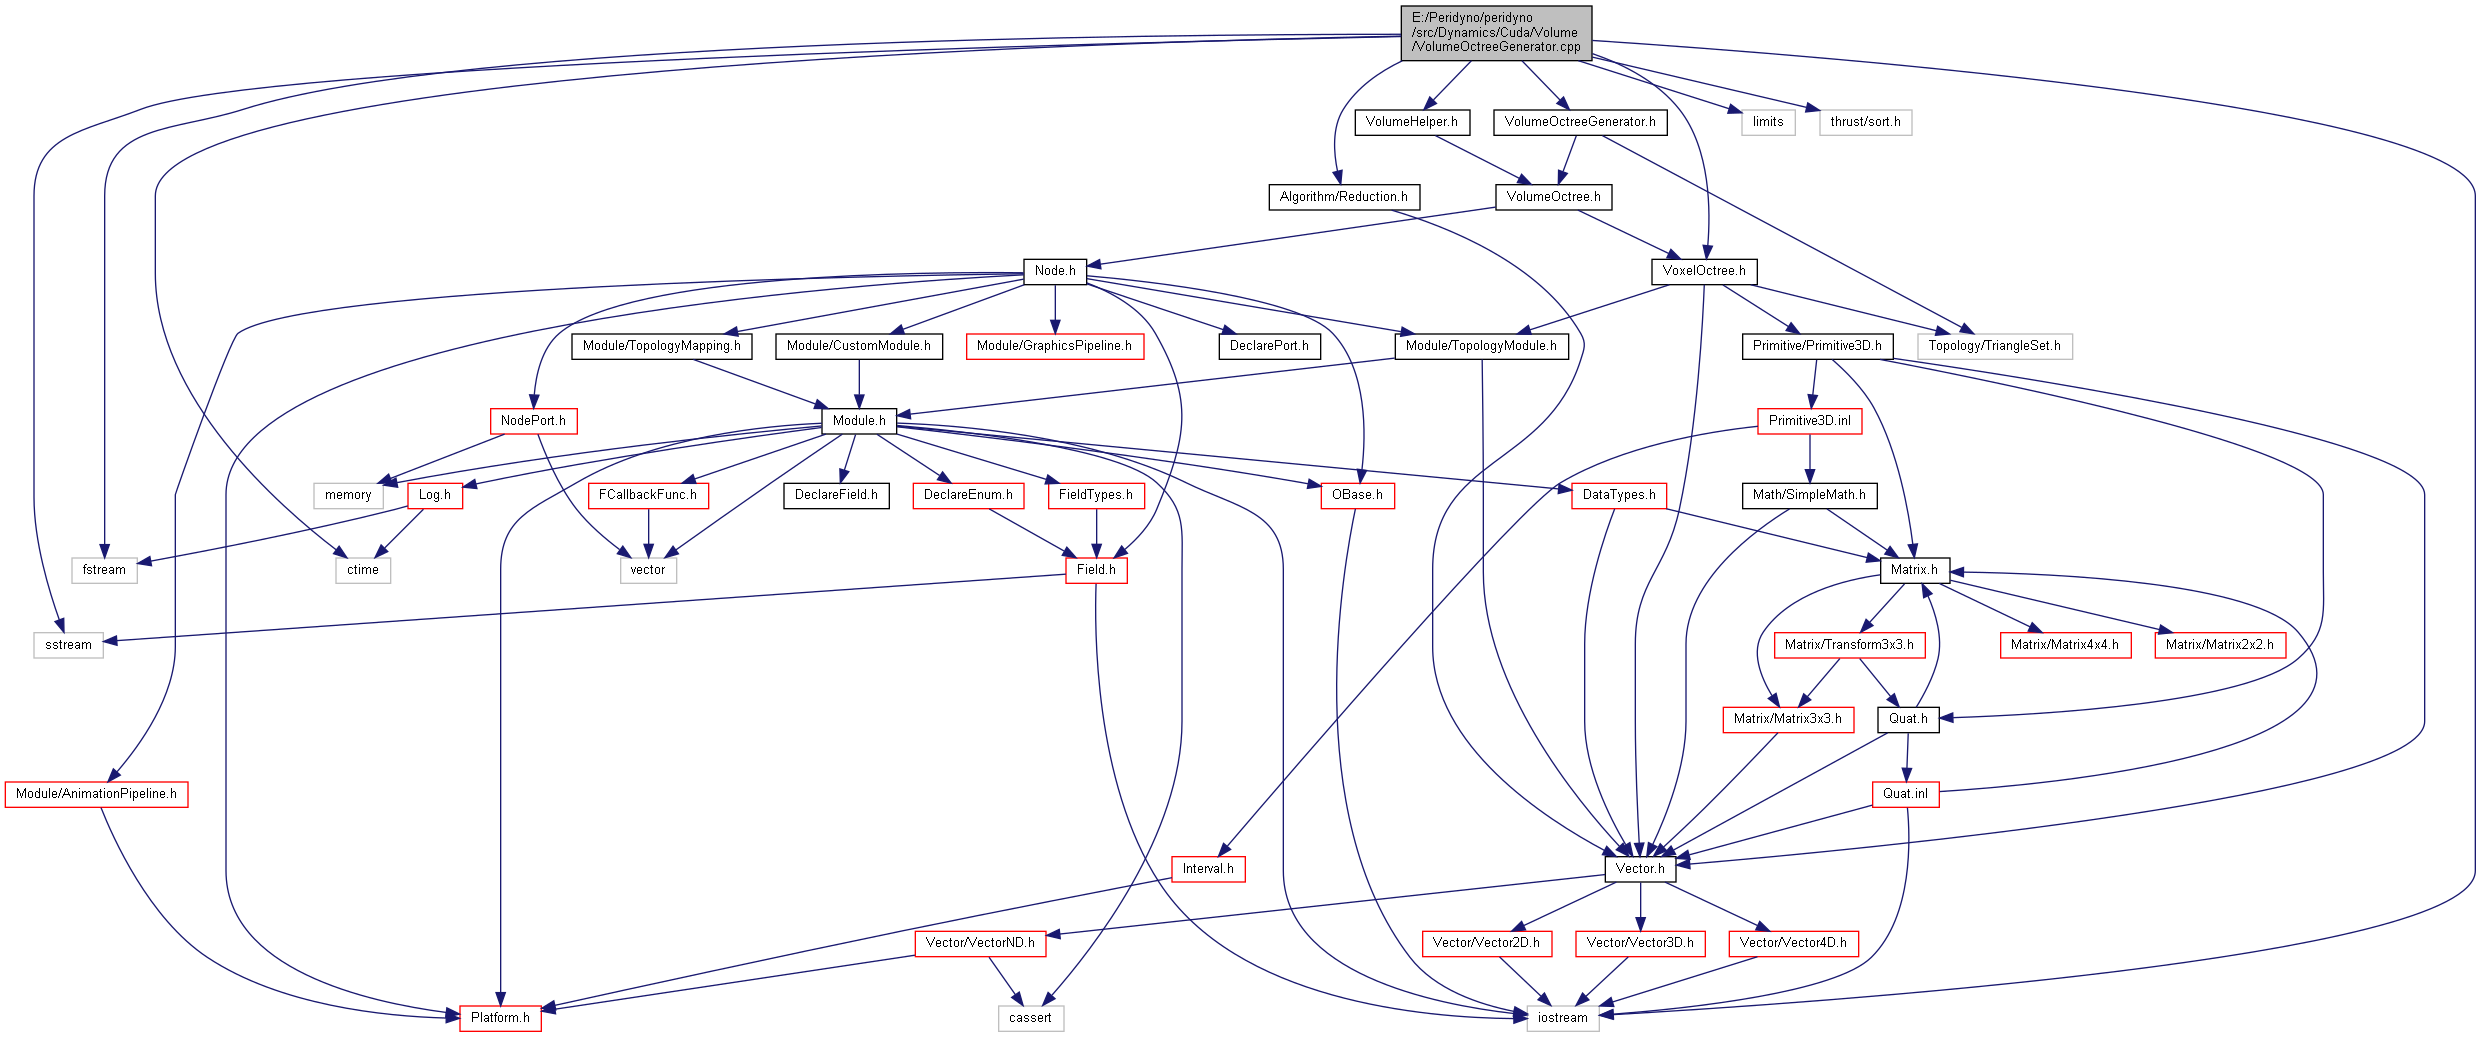 E:/Peridyno/peridyno
/src/Dynamics/Cuda/Volume
/VolumeOctreeGenerator.cpp
VolumeHelper.h
VolumeOctreeGenerator.h
limits
thrust/sort.h
Algorithm/Reduction.h
VolumeOctree.h
Node.h
VoxelOctree.h
Module/TopologyMapping.h
Module/CustomModule.h
Module/GraphicsPipeline.h
DeclarePort.h
Module/TopologyModule.h
Primitive/Primitive3D.h
Topology/TriangleSet.h
NodePort.h
Module.h
Primitive3D.inl
memory
Log.h
FCallbackFunc.h
DeclareField.h
DeclareEnum.h
FieldTypes.h
OBase.h
DataTypes.h
Math/SimpleMath.h
fstream
ctime
vector
Field.h
Matrix.h
sstream
Matrix/Transform3x3.h
Matrix/Matrix4x4.h
Matrix/Matrix2x2.h
Matrix/Matrix3x3.h
Quat.h
Module/AnimationPipeline.h
Quat.inl
Interval.h
Vector.h
Vector/VectorND.h
Vector/Vector2D.h
Vector/Vector3D.h
Vector/Vector4D.h
Platform.h
cassert
iostream